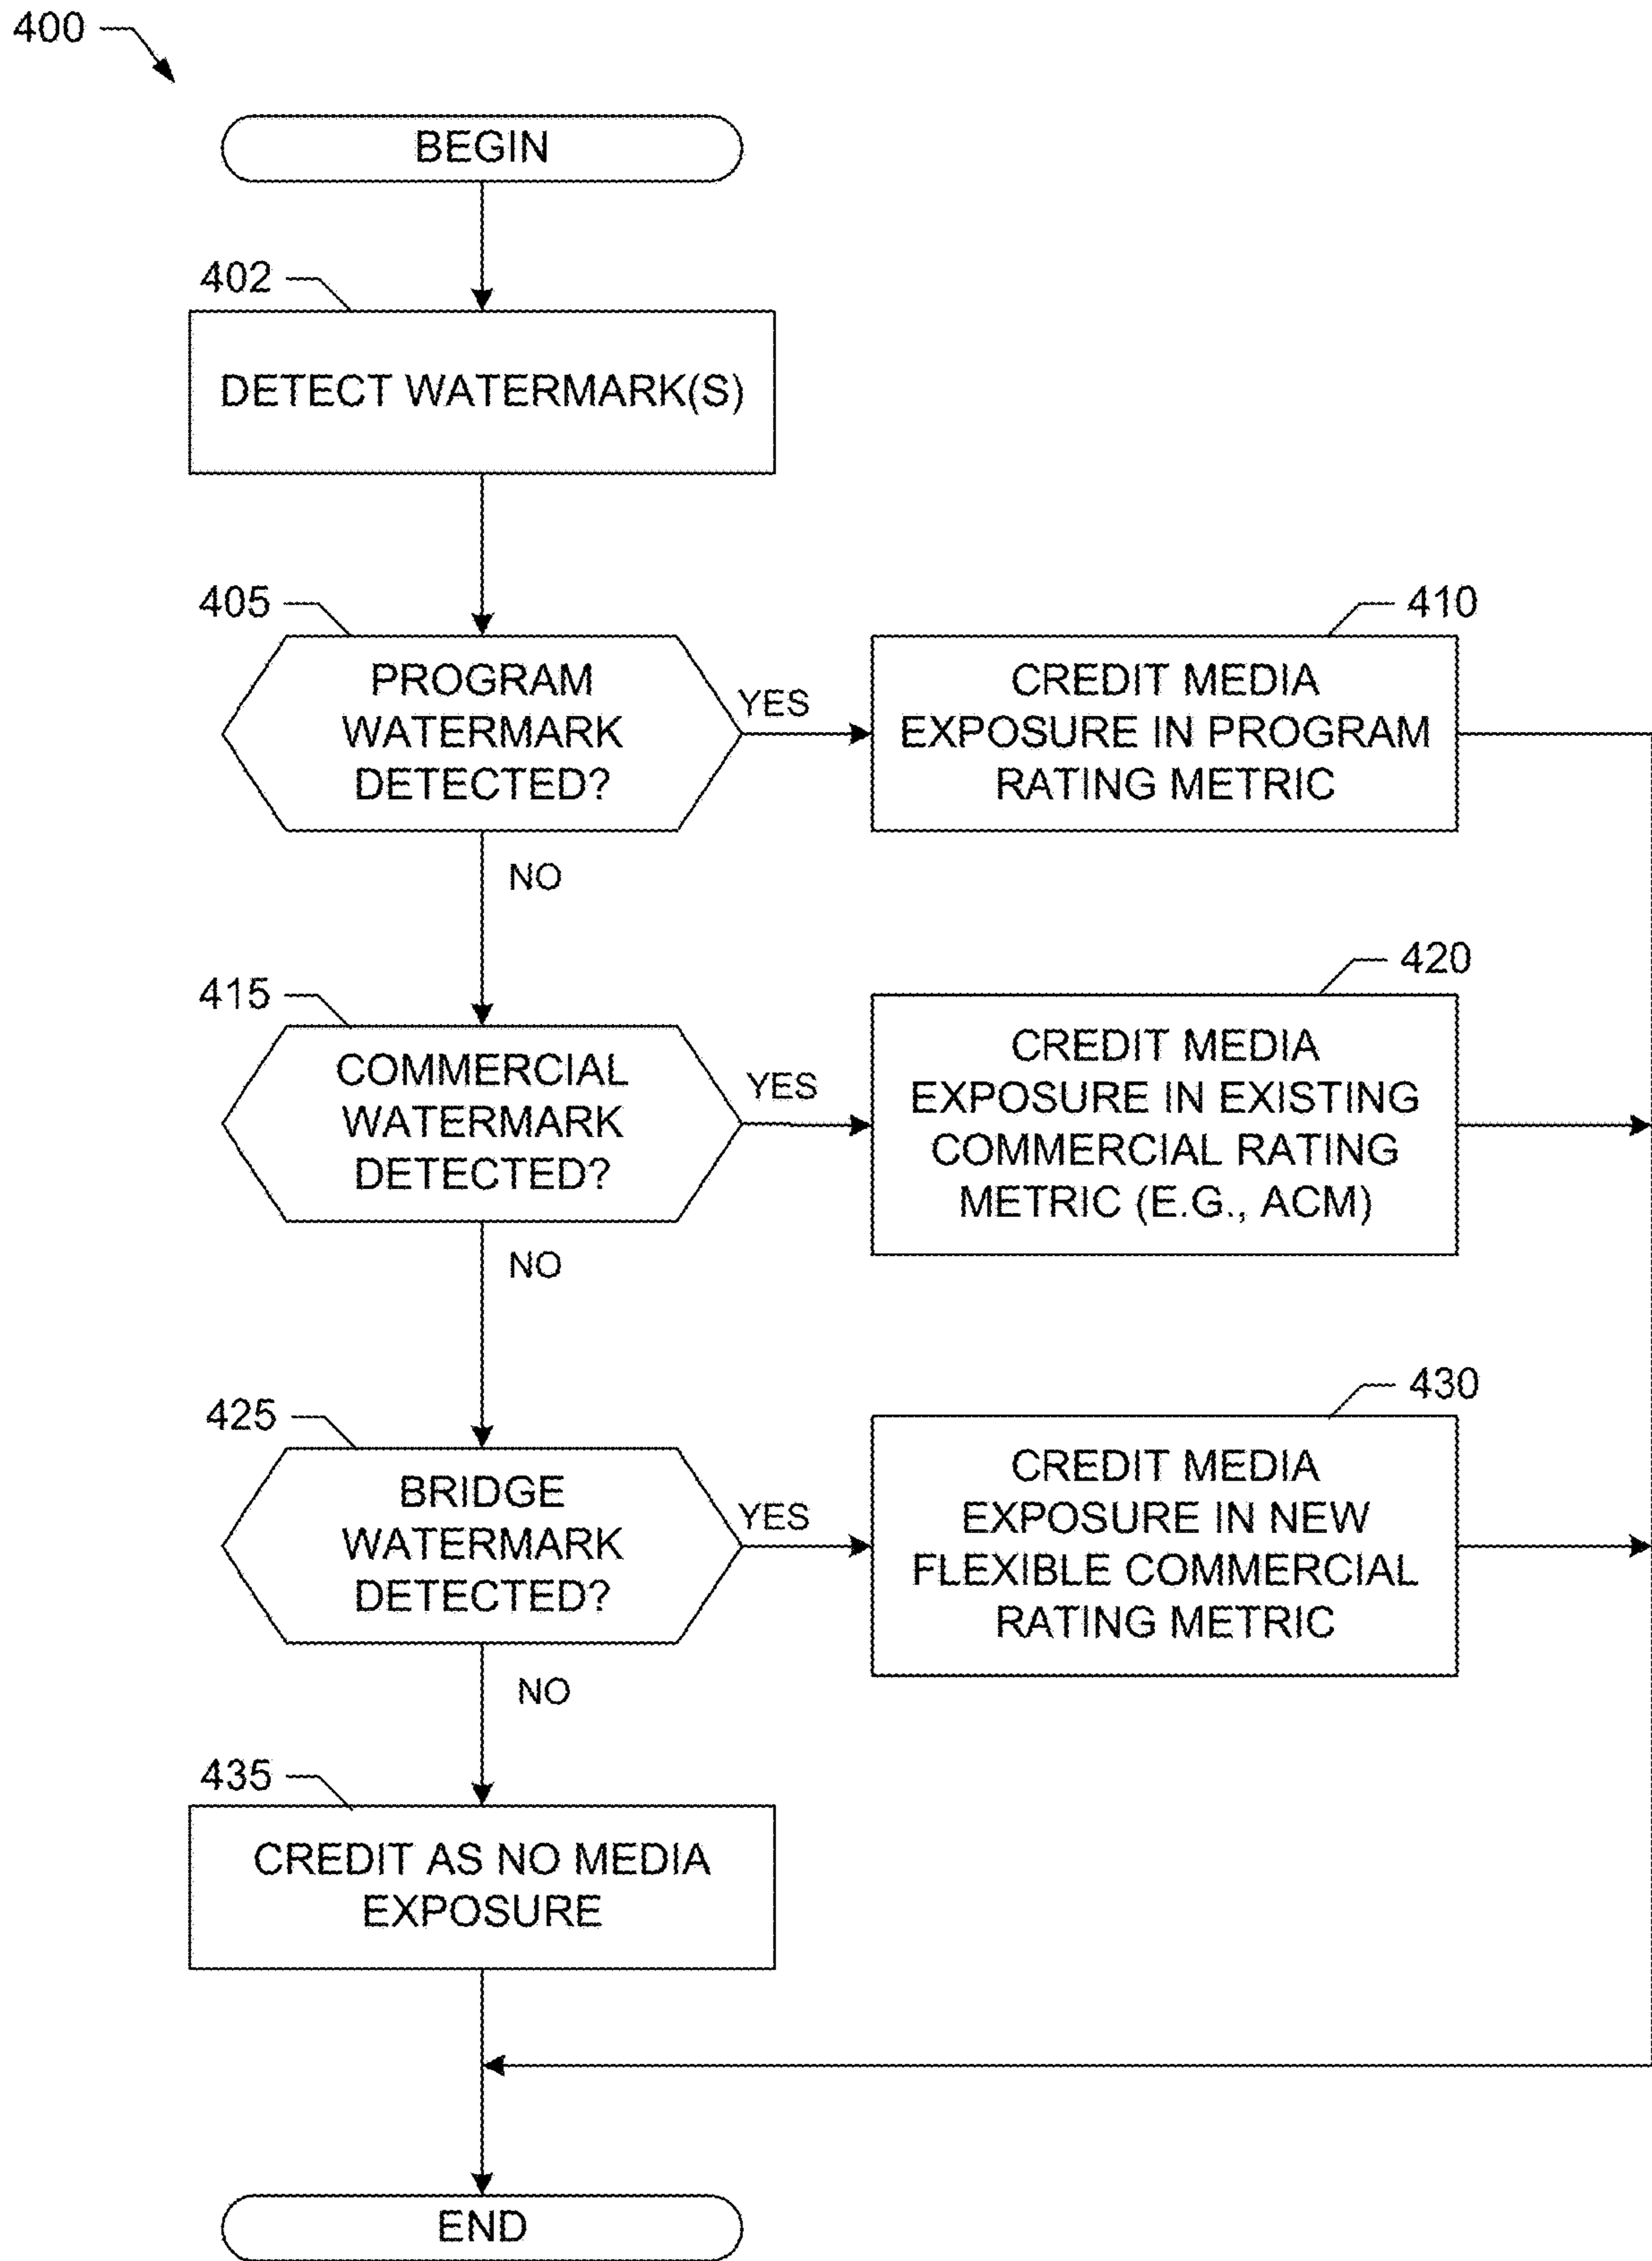 400
BEGIN
402
DETECT WATERMARK(S)
405
PROGRAM
WATERMARK
DETECTED?
YES
410
CREDIT MEDIA
EXPOSURE IN PROGRAM
RATING METRIC
NO
415
COMMERCIAL
WATERMARK
DETECTED?
YES
420
CREDIT MEDIA
EXPOSURE IN EXISTING
COMMERCIAL RATING
METRIC (E.G., ACM)
NO
425
BRIDGE
WATERMARK
DETECTED?
YES
430
CREDIT MEDIA
EXPOSURE IN NEW
FLEXIBLE COMMERCIAL
RATING METRIC
NO
435
CREDIT AS NO MEDIA
EXPOSURE
END